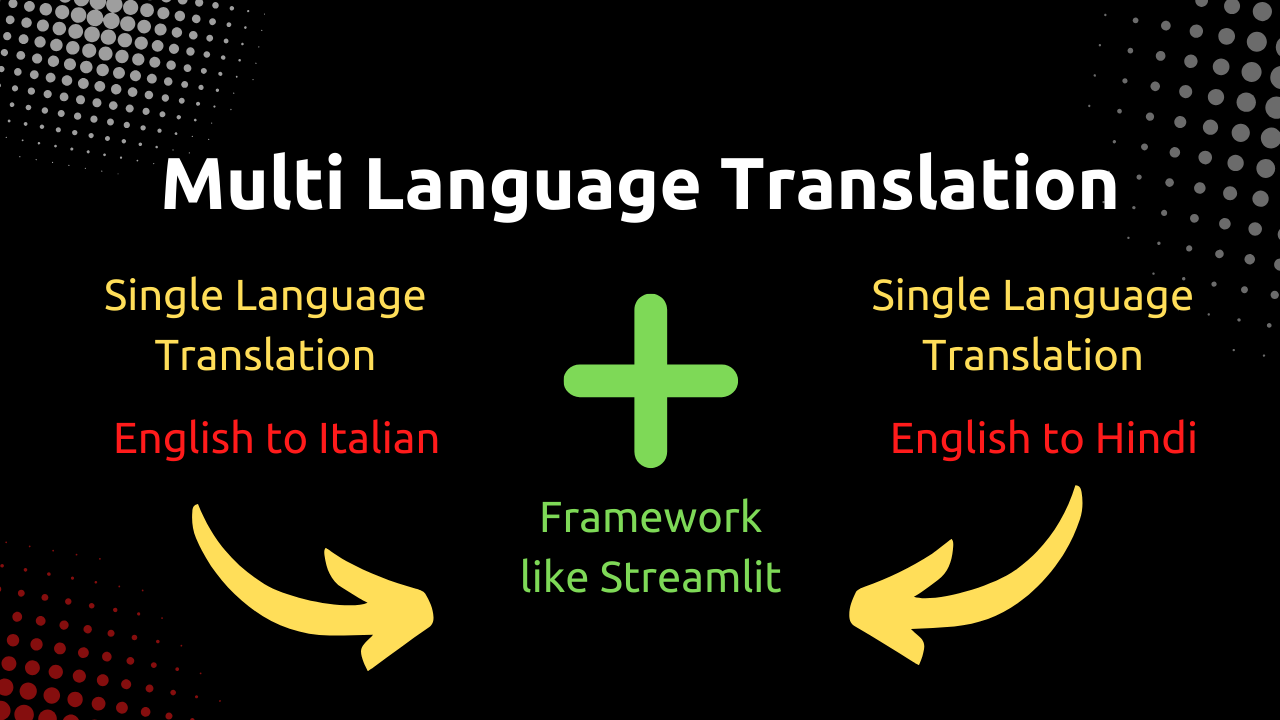 Multi Language Translation
Single Language
Translation
English to Italian
Framework
like Streamlit
Single Language
Translation
English to Hindi